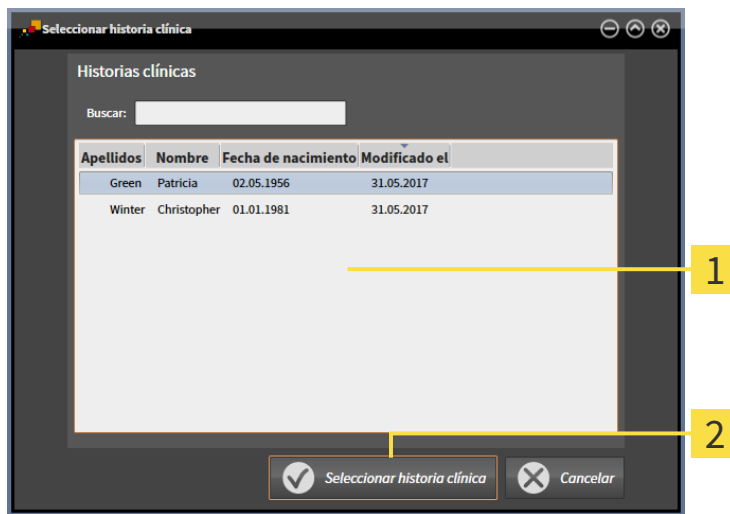 Seleccionar historia clínica
Historias clínicas
Buscar:
Apellidos Nombre Fecha de nacimiento Modificado el
Green Patricia 02.05.1956 31.05.2017
Winter Christopher 01.01.1981 31.05.2017
1
2
Seleccionar historia clínica Cancelar